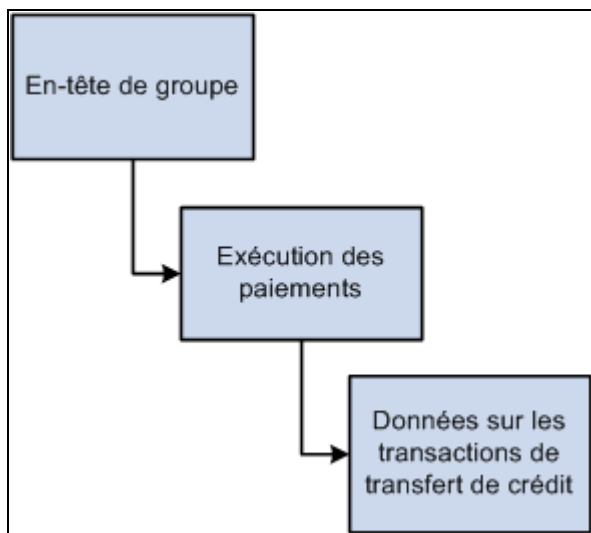 En-tête de groupe
Exécution des
paiements
Données sur les
transactions de
transfert de crédit